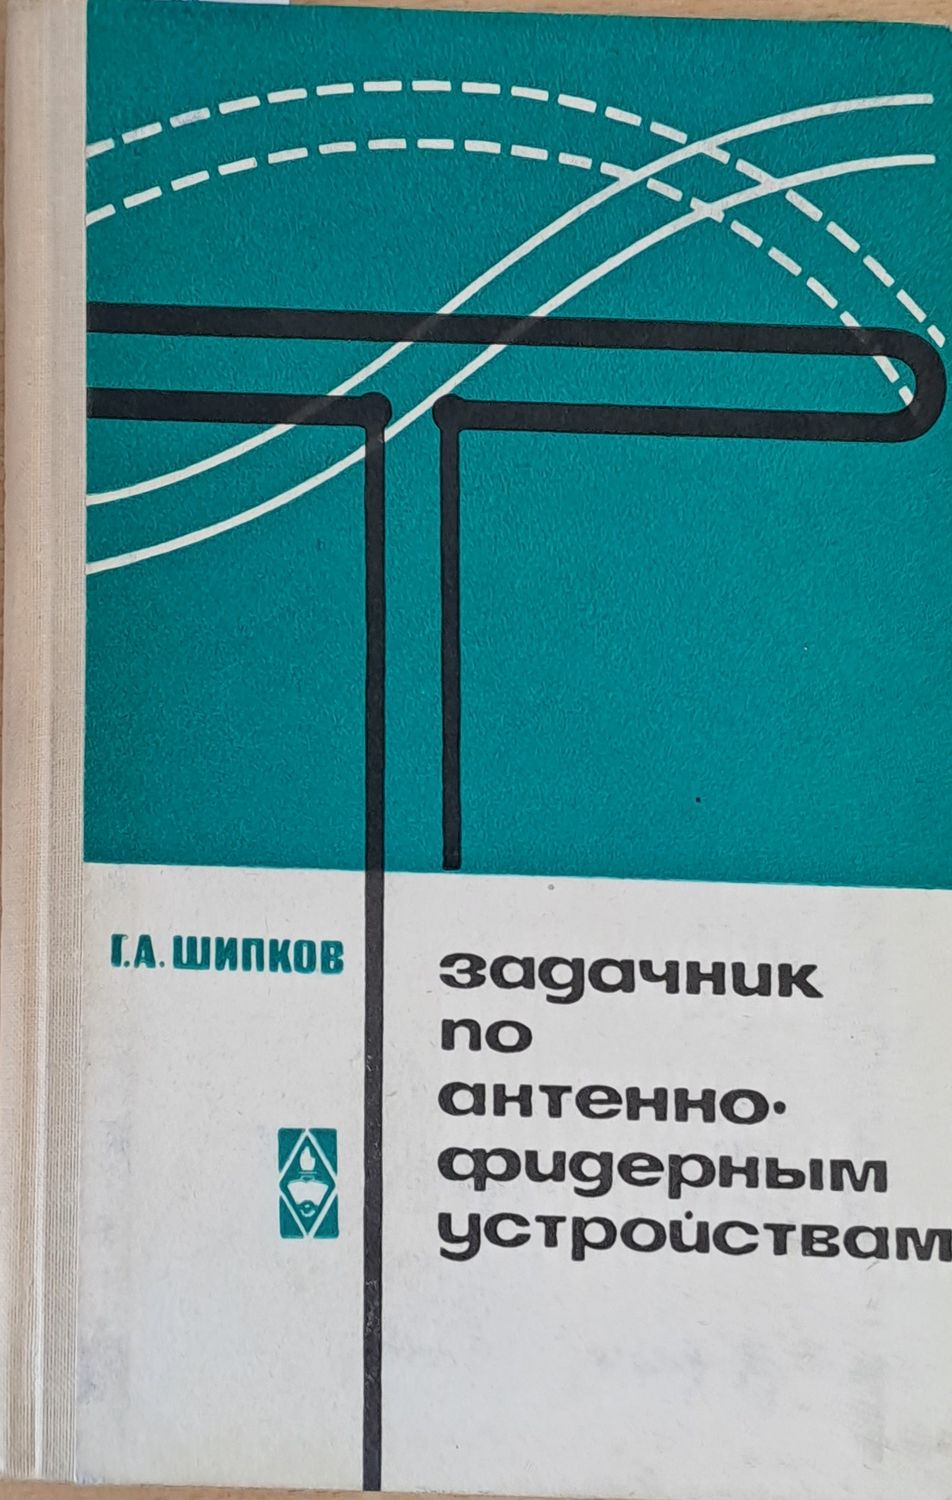 Г.А. ШИПКОВ
задачник
по
антенно-
фидерным
устройствам